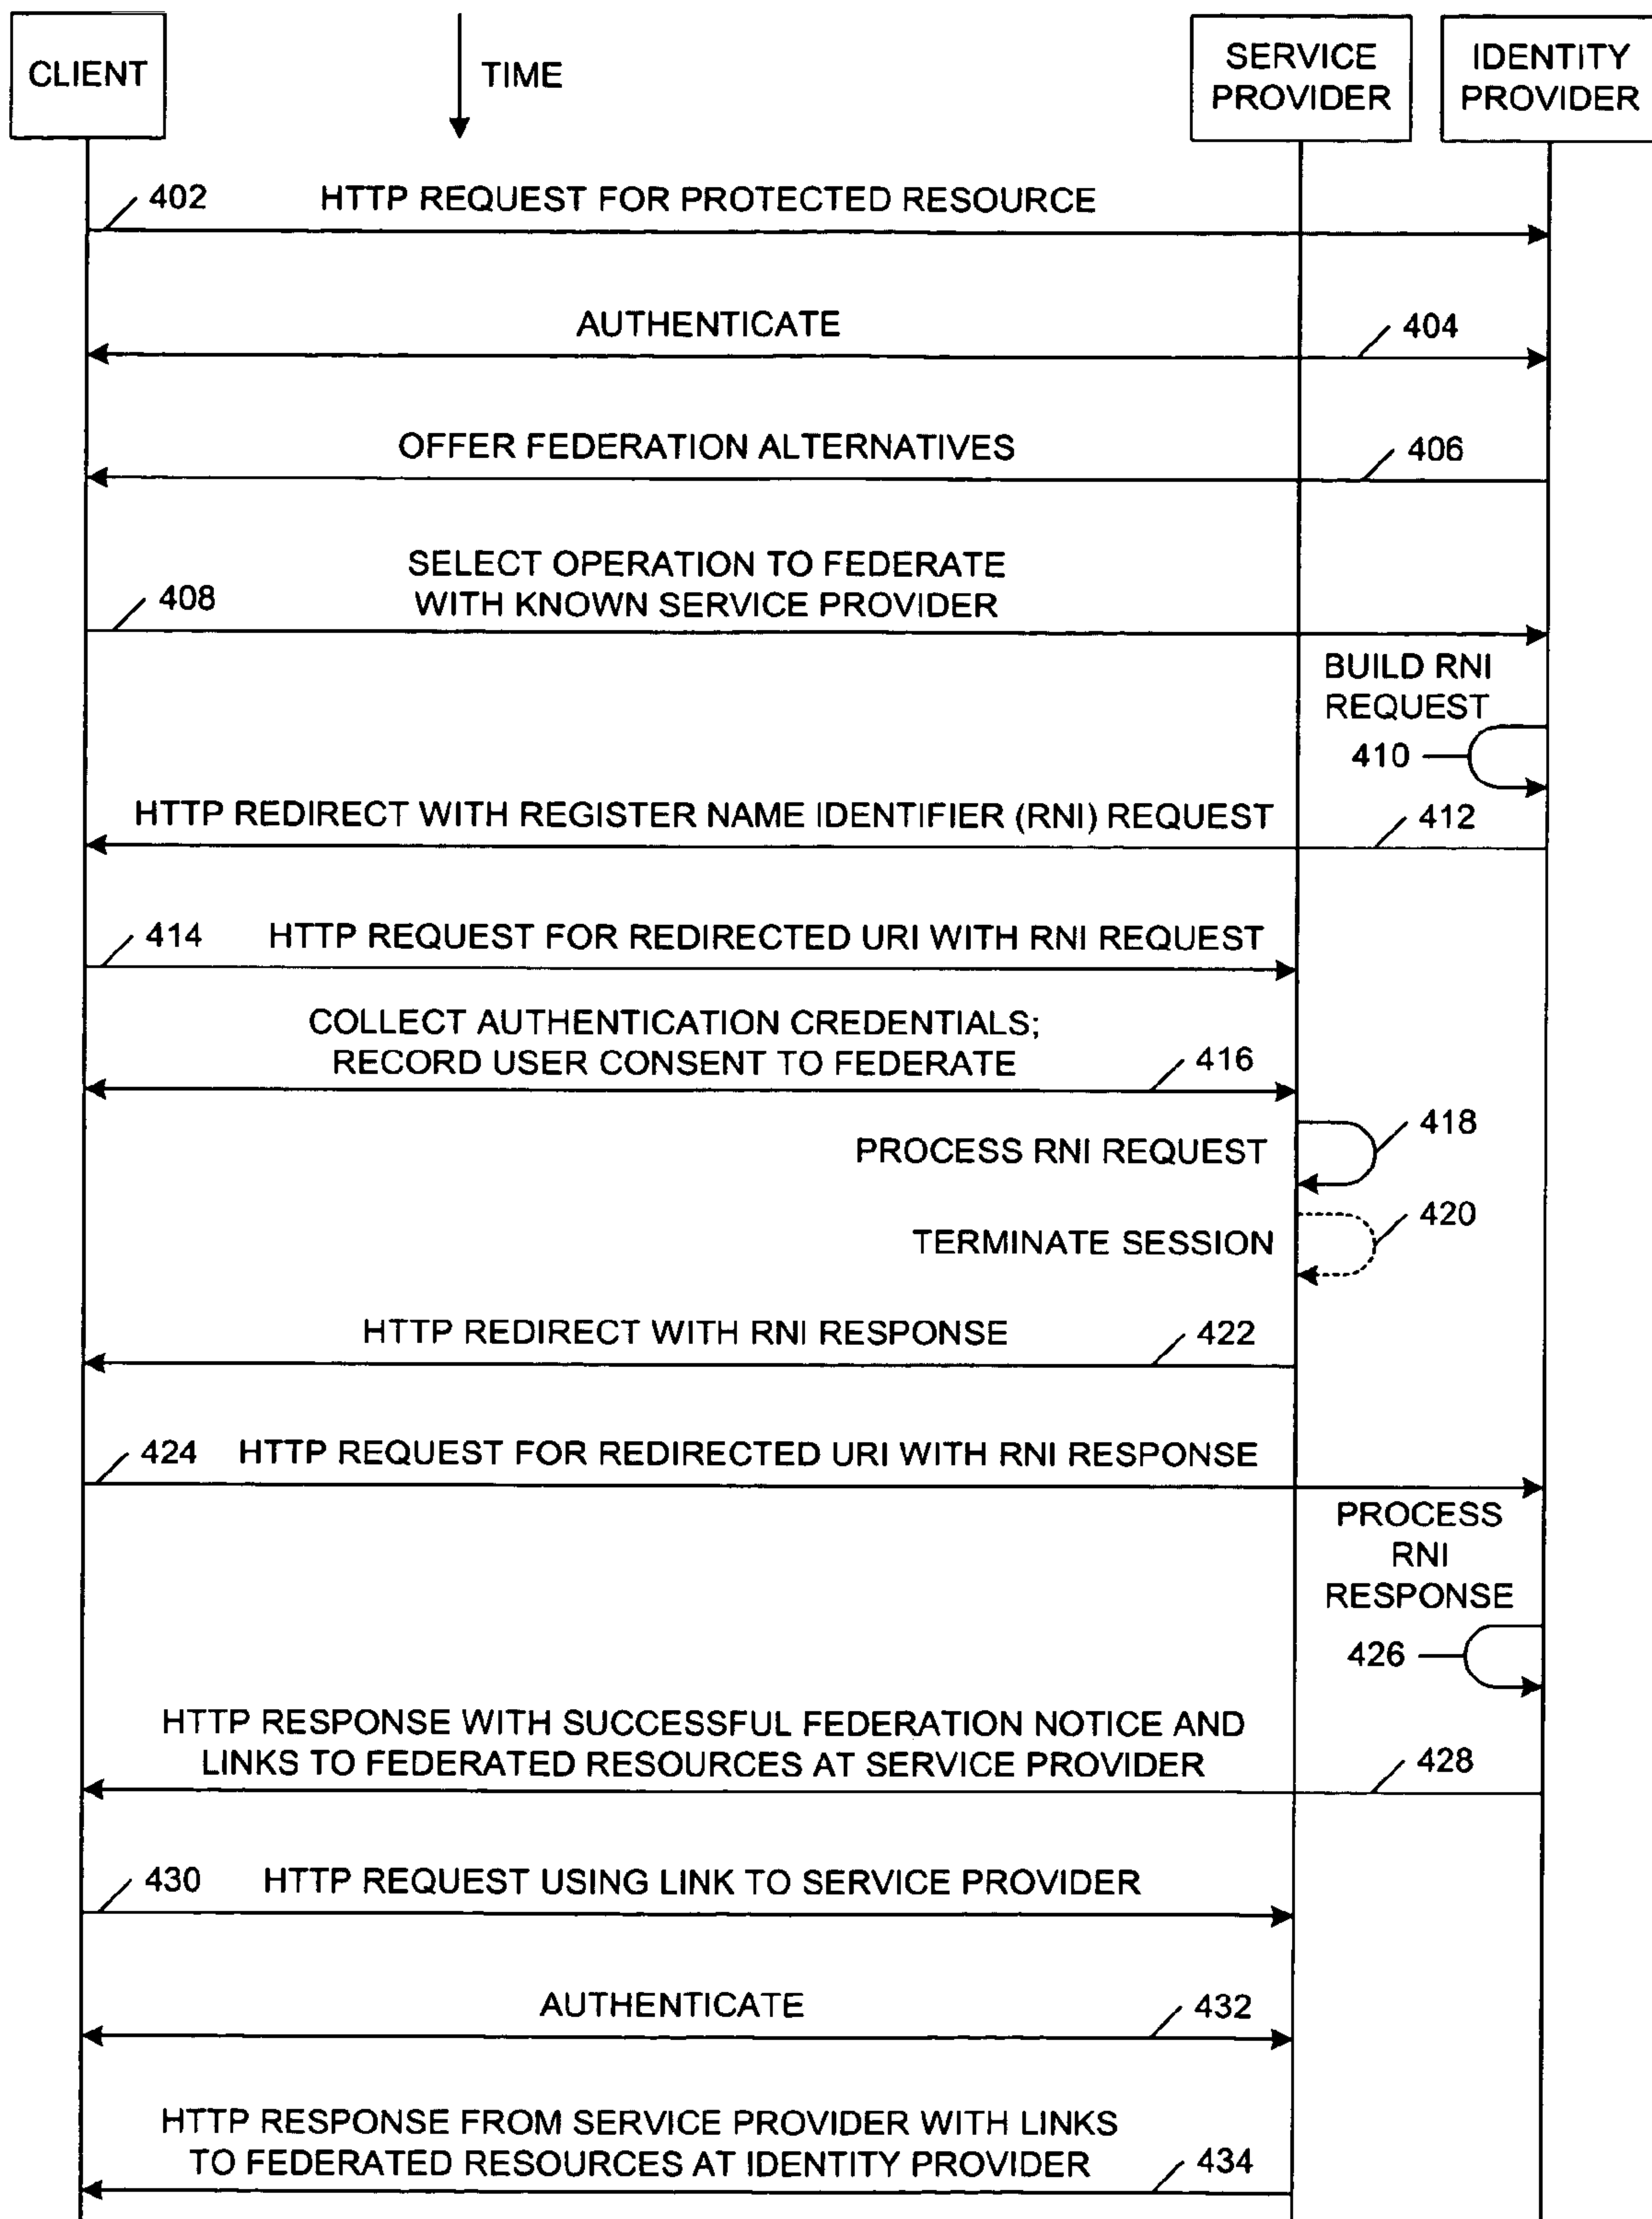 CLIENT
TIME
SERVICE
PROVIDER
IDENTITY
PROVIDER
402
HTTP REQUEST FOR PROTECTED RESOURCE
AUTHENTICATE
404
OFFER FEDERATION ALTERNATIVES
406
SELECT OPERATION TO FEDERATE
WITH KNOWN SERVICE PROVIDER
408
BUILD RNI
REQUEST
410
HTTP REDIRECT WITH REGISTER NAME IDENTIFIER (RNI) REQUEST
412
414
HTTP REQUEST FOR REDIRECTED URI WITH RNI REQUEST
COLLECT AUTHENTICATION CREDENTIALS;
RECORD USER CONSENT TO FEDERATE
416
418
PROCESS RNI REQUEST
420
TERMINATE SESSION
HTTP REDIRECT WITH RNI RESPONSE
422
424
HTTP REQUEST FOR REDIRECTED URI WITH RNI RESPONSE
PROCESS
RNI
RESPONSE
426
HTTP RESPONSE WITH SUCCESSFUL FEDERATION NOTICE AND
LINKS TO FEDERATED RESOURCES AT SERVICE PROVIDER
428
430
HTTP REQUEST USING LINK TO SERVICE PROVIDER
AUTHENTICATE
432
HTTP RESPONSE FROM SERVICE PROVIDER WITH LINKS
TO FEDERATED RESOURCES AT IDENTITY PROVIDER
434